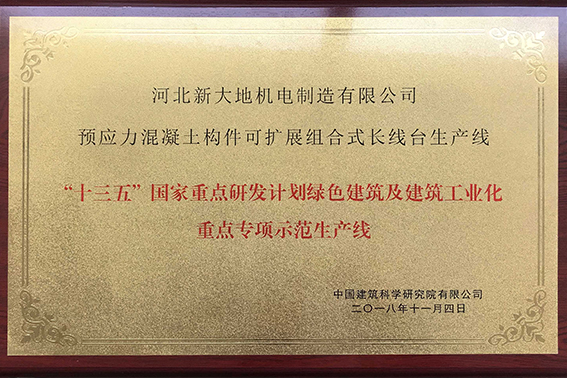 河北新大地机电制造有限公司
预应力混凝土构件可扩展组合式长线台生产线
“十三五”国家重点研发计划绿色建筑及建筑工业化
重点专项示范生产线
中国建筑科学研究院有限公司
二〇一八年十一月四日